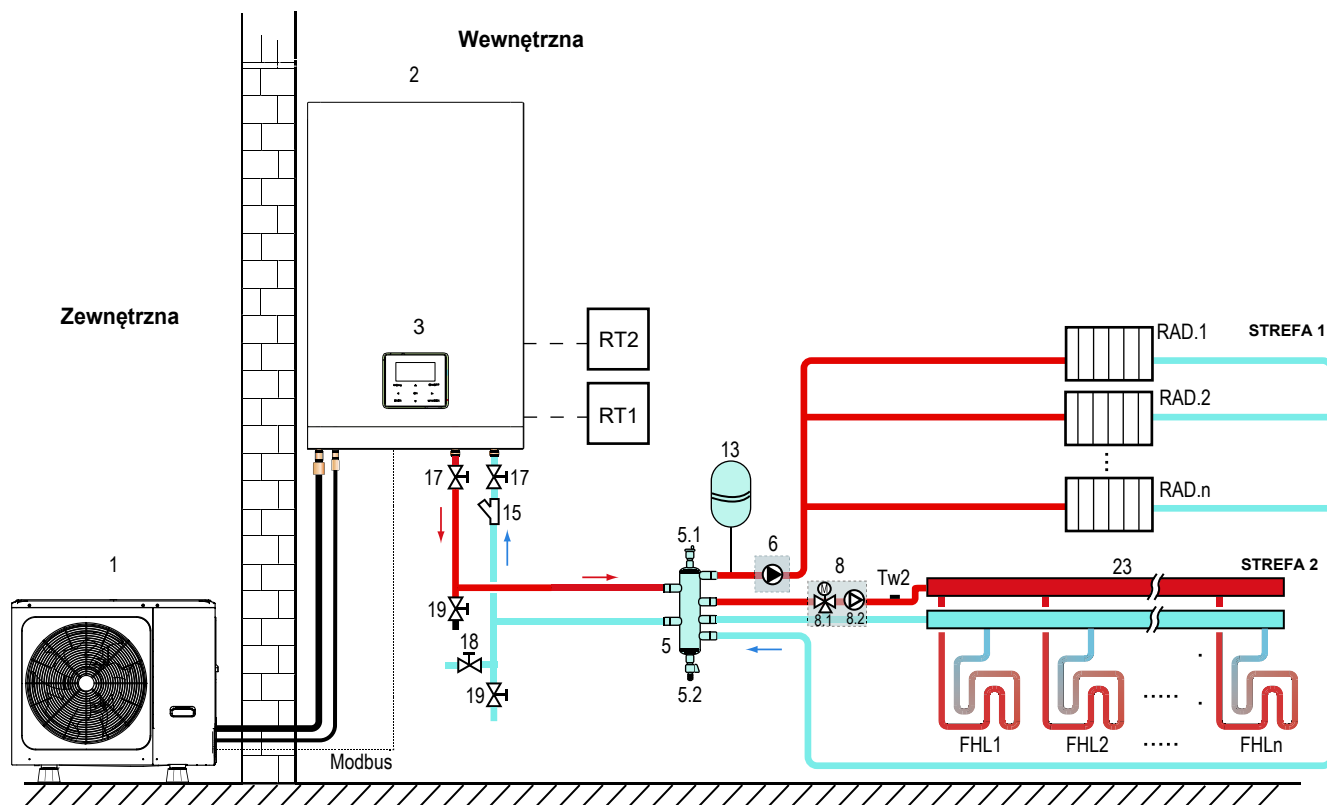 Wewnętrzna
2
Zewnętrzna
3
RT2
RT1
RAD.1
STREFA 1
RAD.2
RAD.n
13
17
17
15
5.1
6
8
Tw2
23
STREFA 2
1
19
M
8.1
8.2
18
5
19
5.2
FHL1
FHL2
.....
FHLn
Modbus